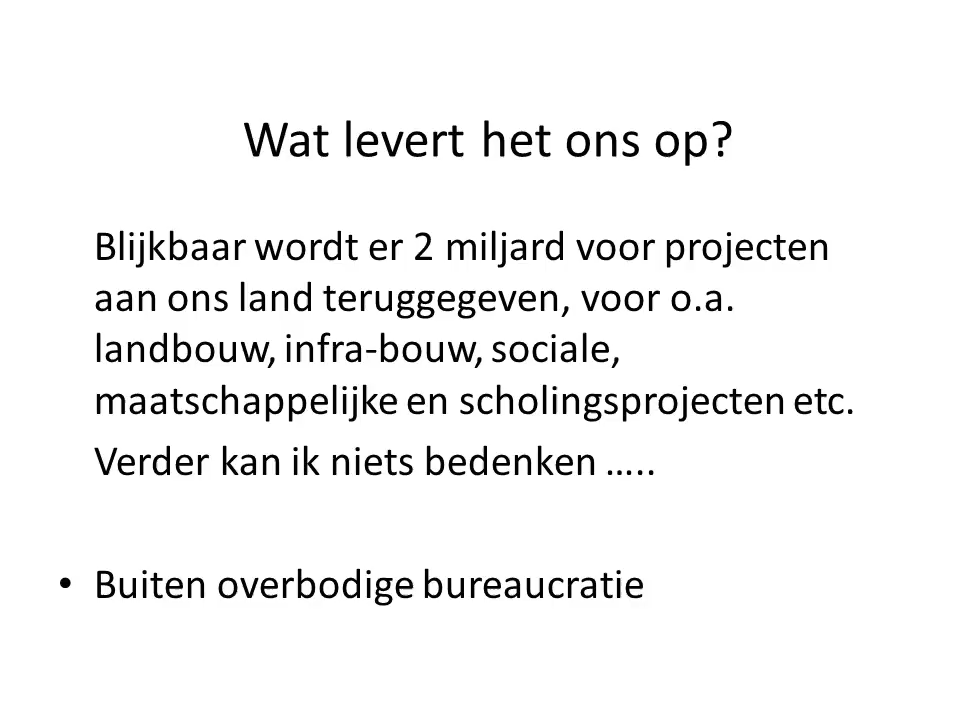 Wat levert het ons op?
Blijkbaar wordt er 2 miljard voor projecten
aan ons land teruggegeven, voor o.a.
landbouw, infra-bouw, sociale,
maatschappelijke en scholingsprojecten etc.
Verder kan ik niets bedenken …..
• Buiten overbodige bureaucratie